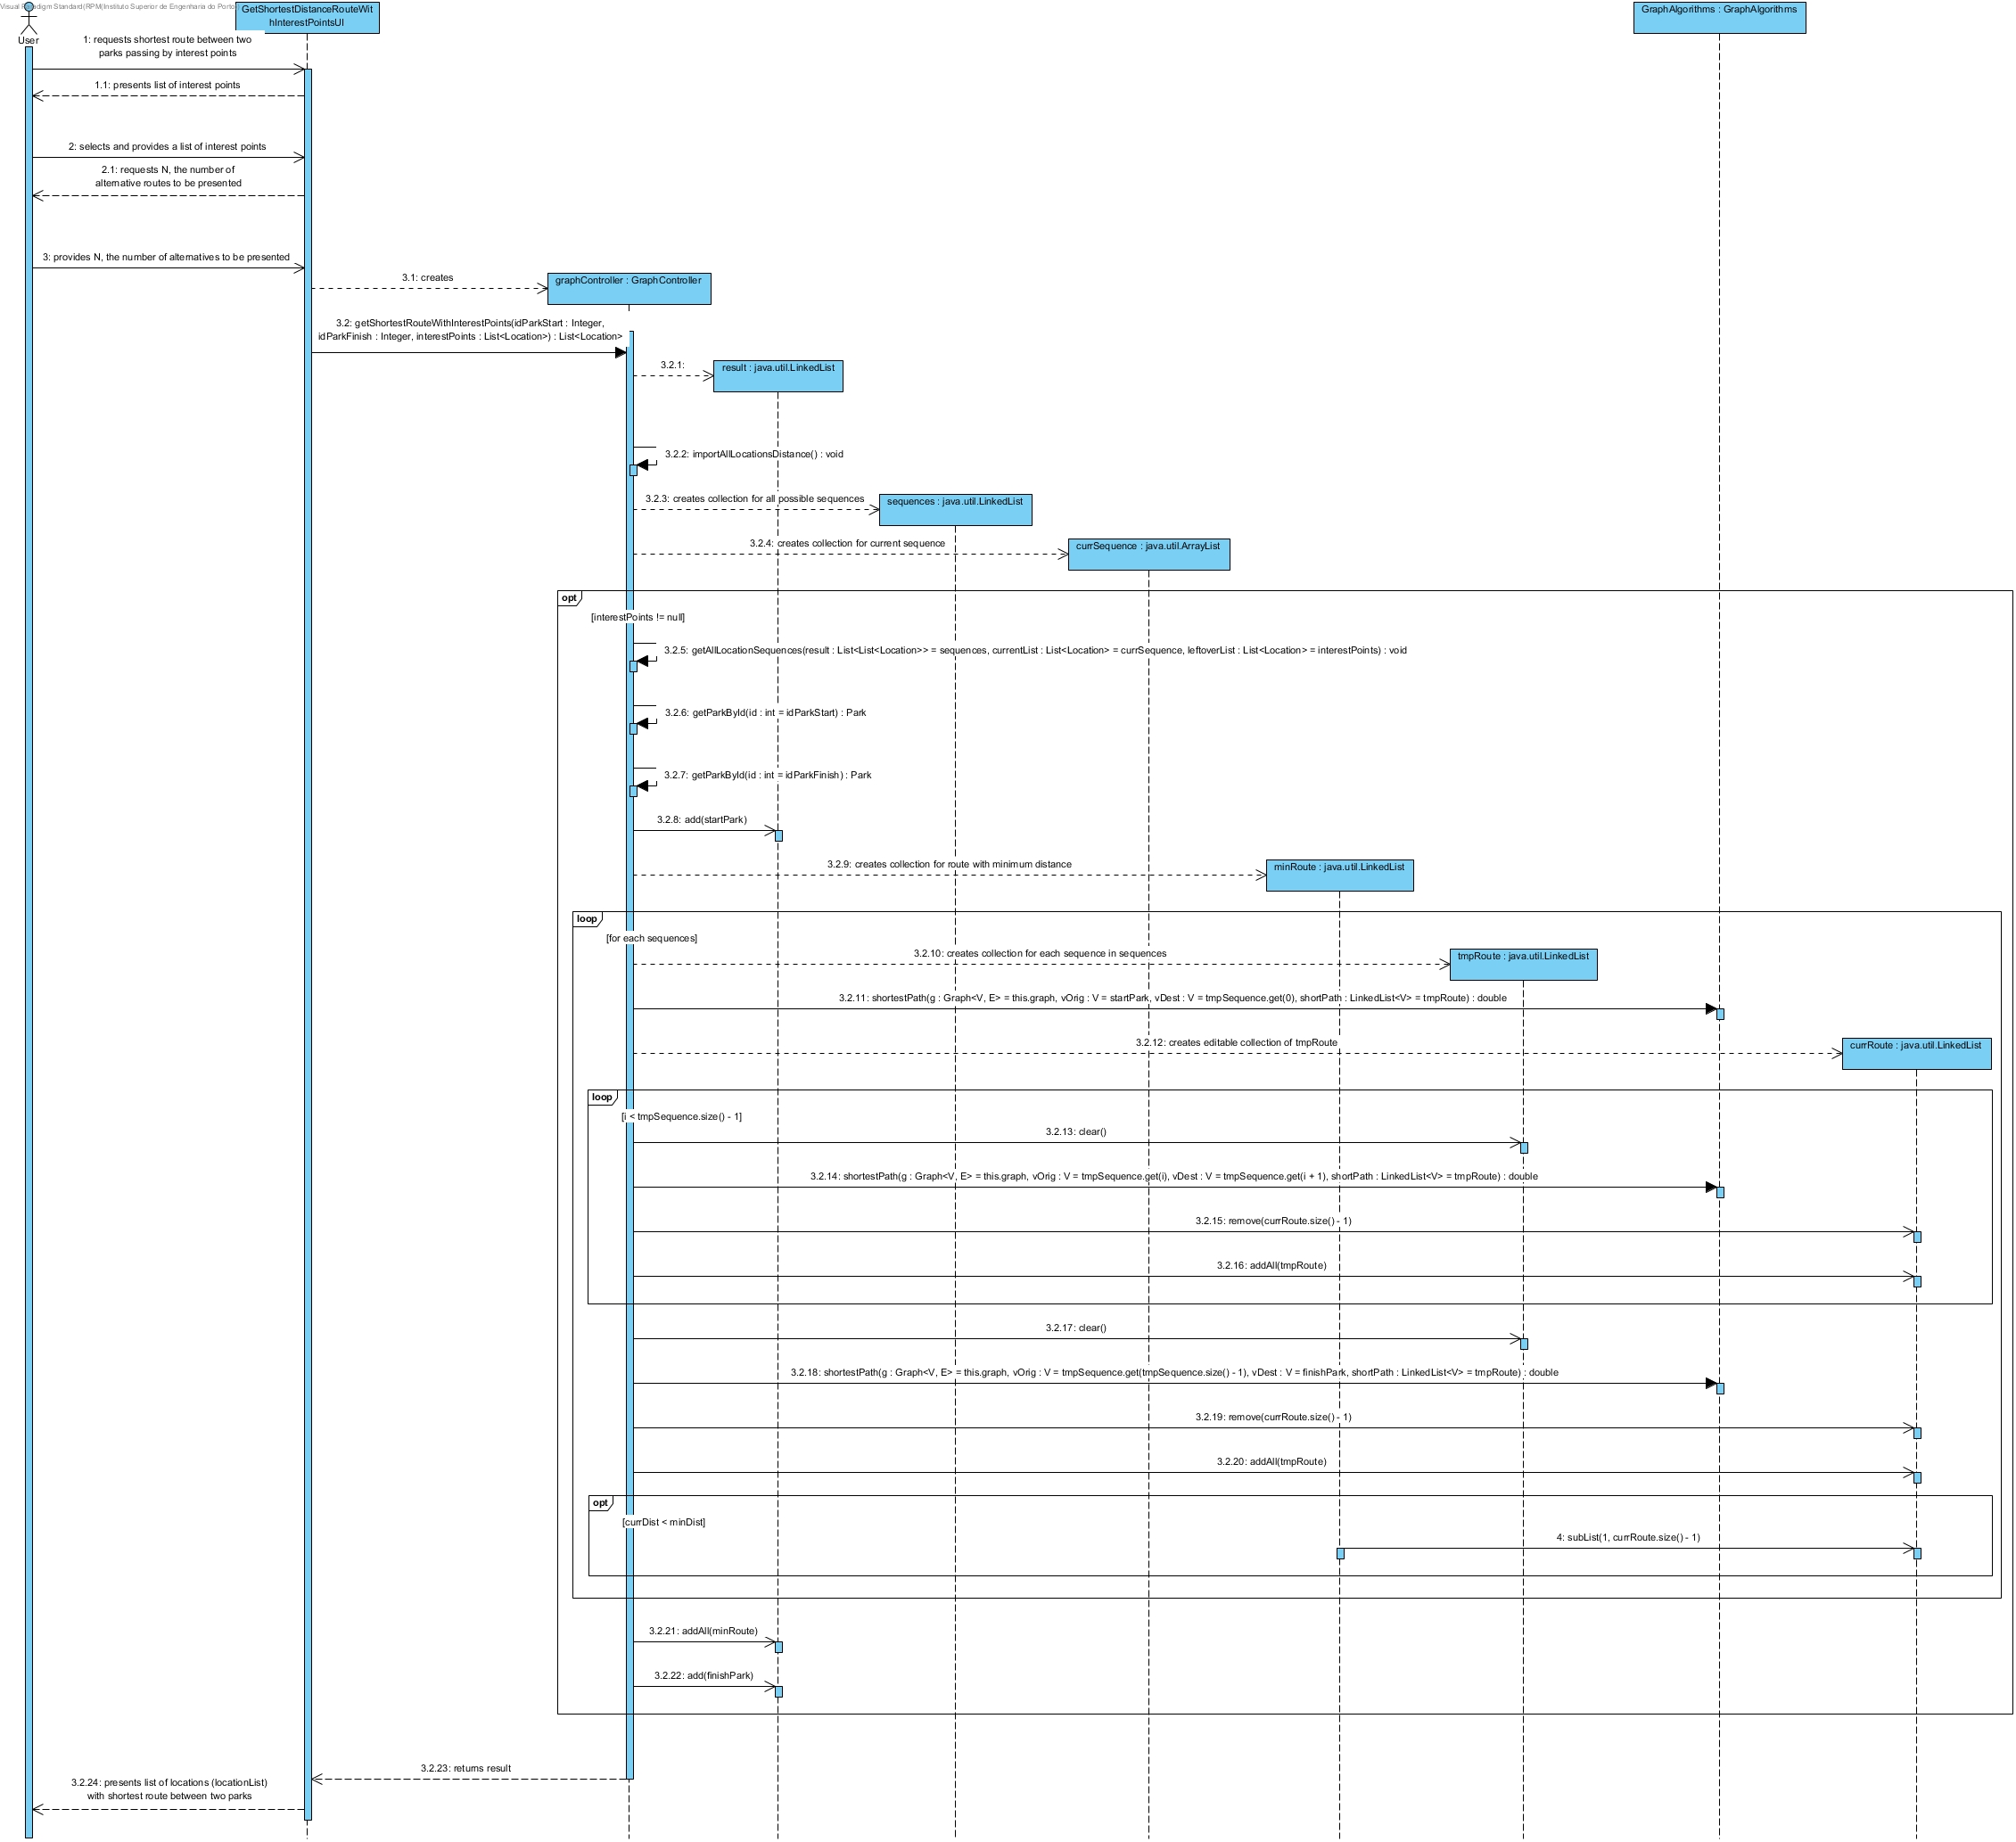 Visual Paradigm Standard(RPM(Instituto Superior de Engenharia do Porto
GetShortestDistanceRouteWit
hInterestPointsUI
GraphAlgorithms : GraphAlgorithms
User
1: requests shortest route between two
parks passing by interest points
1.1: presents list of interest points
2: selects and provides a list of interest points
2.1: requests N, the number of
alternative routes to be presented
3: provides N, the number of alternatives to be presented
3.1: creates
graphController : GraphController
3.2: getShortestRouteWithInterestPoints(idParkStart : Integer,
idParkFinish : Integer, interestPoints : List<Location>) : List<Location>
3.2.1:
result : java.util.LinkedList
3.2.2: importAllLocationsDistance() : void
3.2.3: creates collection for all possible sequences
sequences : java.util.LinkedList
3.2.4: creates collection for current sequence
currSequence : java.util.ArrayList
opt
[interestPoints != null]
3.2.5: getAllLocationSequences(result : List<List<Location>> = sequences, currentList : List<Location> = currSequence, leftoverList : List<Location> = interestPoints) : void
3.2.6: getParkById(id : int = idParkStart) : Park
3.2.7: getParkById(id : int = idParkFinish) : Park
3.2.8: add(startPark)
3.2.9: creates collection for route with minimum distance
minRoute : java.util.LinkedList
loop
[for each sequences]
3.2.10: creates collection for each sequence in sequences
tmpRoute : java.util.LinkedList
3.2.11: shortestPath(g : Graph<V, E> = this.graph, vOrig : V = startPark, vDest : V = tmpSequence.get(0), shortPath : LinkedList<V> = tmpRoute) : double
3.2.12: creates editable collection of tmpRoute
currRoute : java.util.LinkedList
loop
[i < tmpSequence.size() - 1]
3.2.13: clear()
3.2.14: shortestPath(g : Graph<V, E> = this.graph, vOrig : V = tmpSequence.get(i), vDest : V = tmpSequence.get(i + 1), shortPath : LinkedList<V> = tmpRoute) : double
3.2.15: remove(currRoute.size() - 1)
3.2.16: addAll(tmpRoute)
3.2.17: clear()
3.2.18: shortestPath(g : Graph<V, E> = this.graph, vOrig : V = tmpSequence.get(tmpSequence.size() - 1), vDest : V = finishPark, shortPath : LinkedList<V> = tmpRoute) : double
3.2.19: remove(currRoute.size() - 1)
3.2.20: addAll(tmpRoute)
opt
[currDist < minDist]
4: subList(1, currRoute.size() - 1)
3.2.21: addAll(minRoute)
3.2.22: add(finishPark)
3.2.23: returns result
3.2.24: presents list of locations (locationList)
with shortest route between two parks